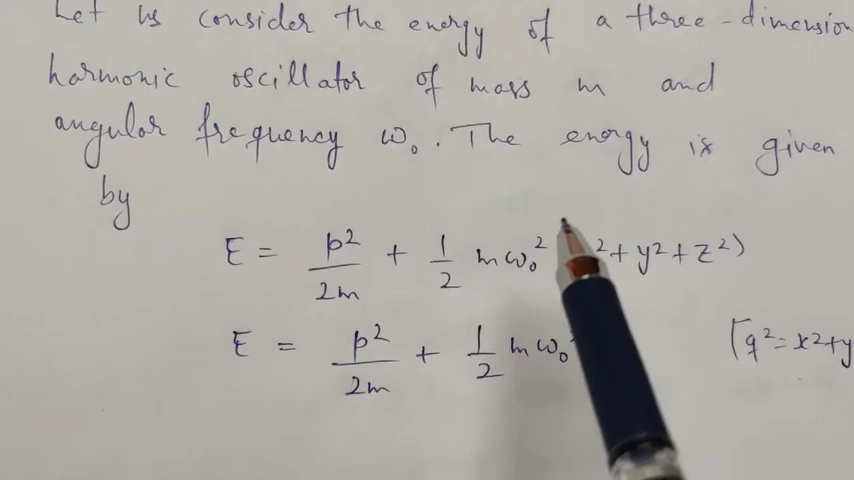 Let us consider the energy of a three-dimension
harmonic oscillator of mass m and
angular frequency ω₀. The energy is given
by
E = p²/2m + 1/2 mω₀² ² + y² + z²)
E = p²/2m + 1/2 mω₀ [q² = x² + y